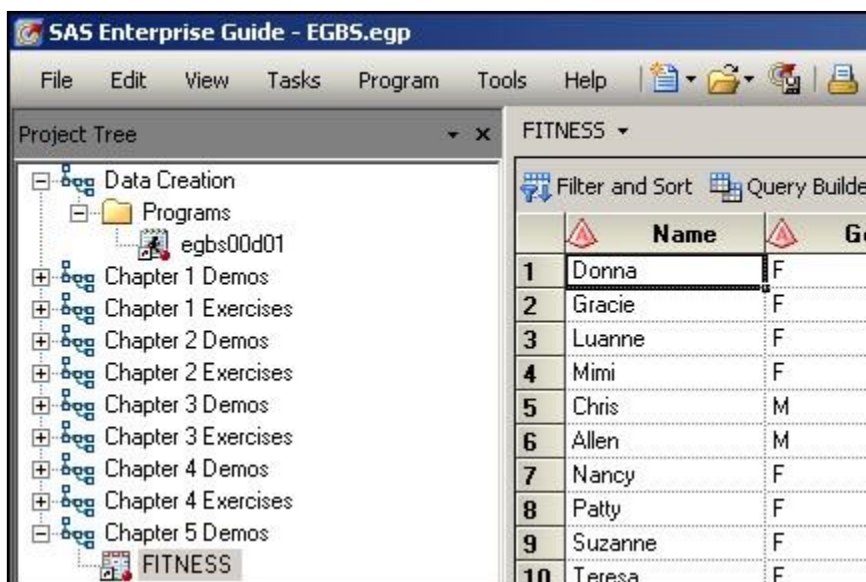 SAS Enterprise Guide - EGBS.egp
File Edit View Tasks Program Tools Help
Project Tree
Data Creation
Programs
egbs00d01
Chapter 1 Demos
Chapter 1 Exercises
Chapter 2 Demos
Chapter 2 Exercises
Chapter 3 Demos
Chapter 3 Exercises
Chapter 4 Demos
Chapter 4 Exercises
Chapter 5 Demos
FITNESS
FITNESS
Filter and Sort Query Builde
Name Ge
1 Donna F
2 Gracie F
3 Luanne F
4 Mimi F
5 Chris M
6 Allen M
7 Nancy F
8 Patty F
9 Suzanne F
10 Teresa F